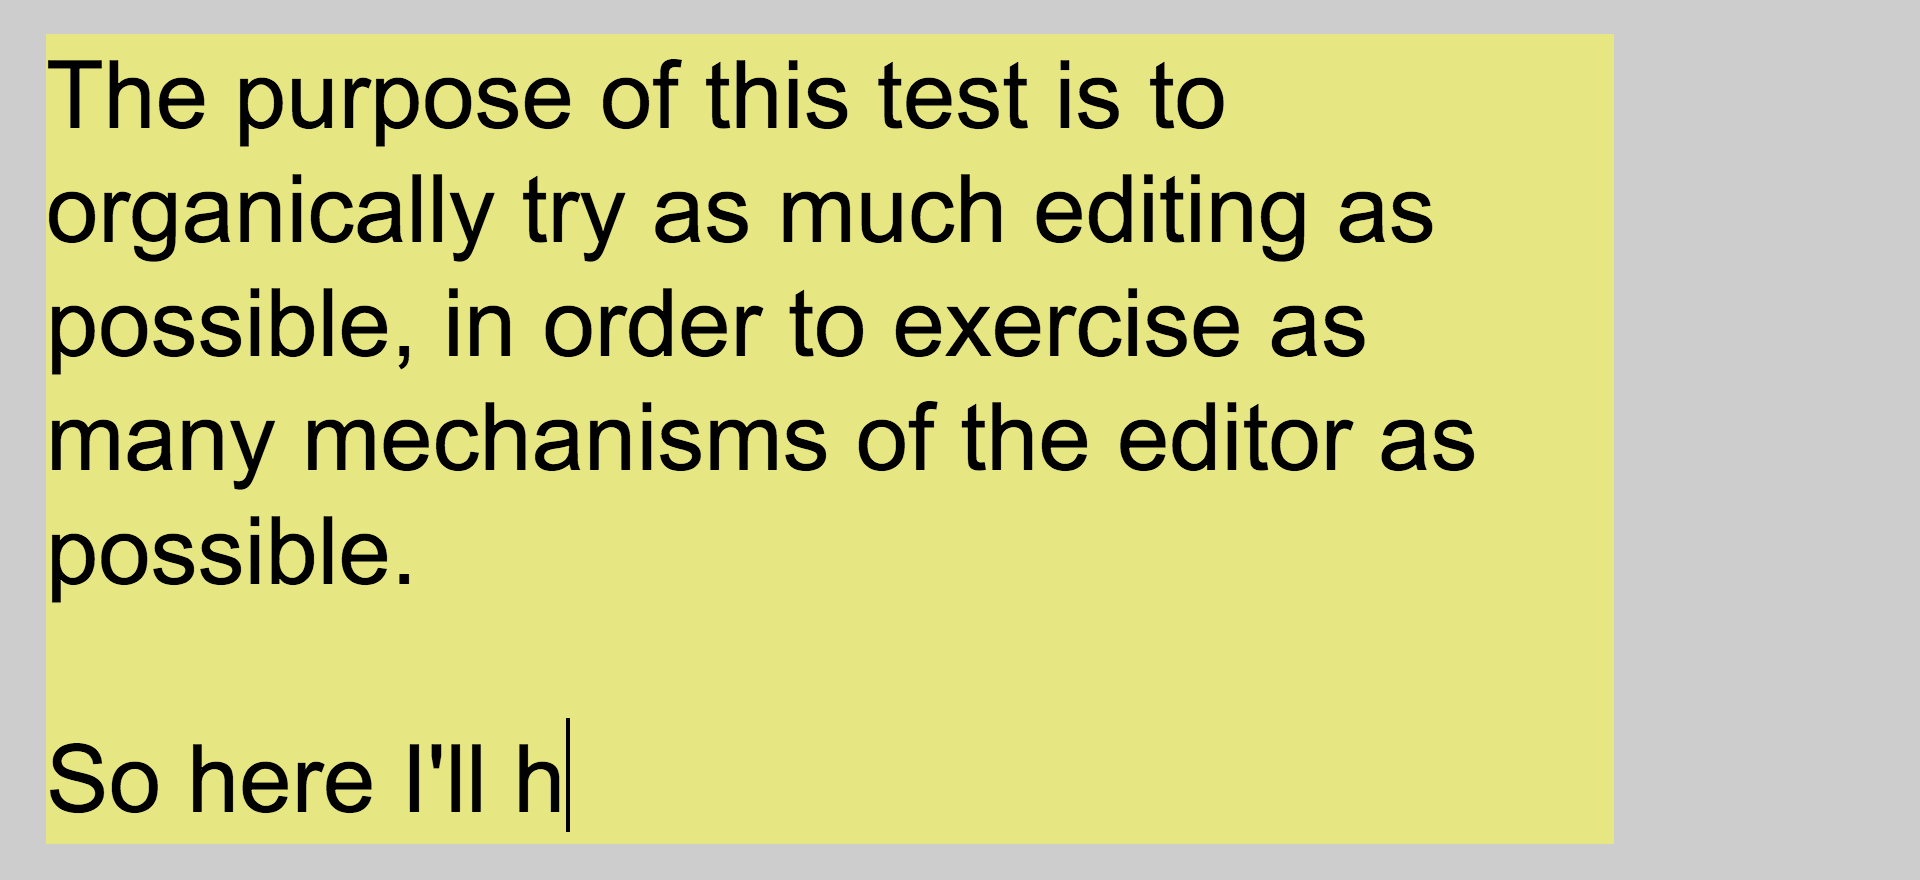 The purpose of this test is to
organically try as much editing as
possible, in order to exercise as
many mechanisms of the editor as
possible.

So here I'll h